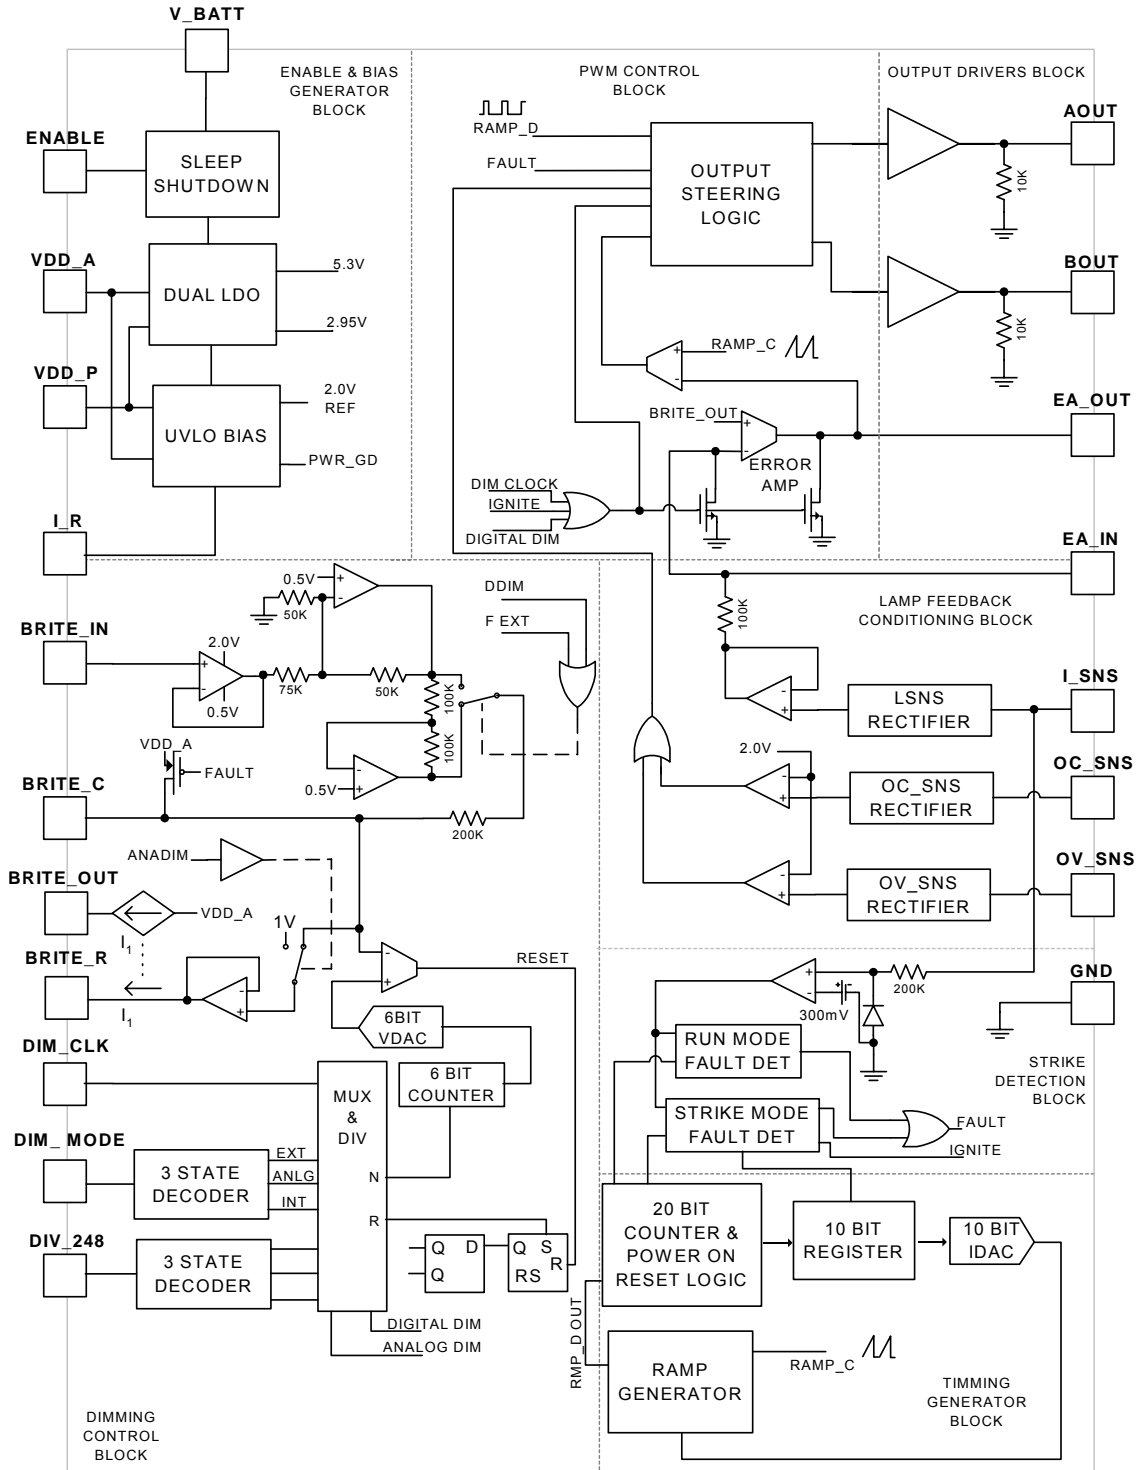 V_BATT
ENABLE & BIAS
GENERATOR
BLOCK
PWM CONTROL
BLOCK
OUTPUT DRIVERS BLOCK
ENABLE
SLEEP
SHUTDOWN
RAMP_D
FAULT
OUTPUT
STEERING
LOGIC
AOUT
10K
VDD_A
DUAL LDO
5.3V
2.95V
BOUT
10K
VDD_P
UVLO BIAS
2.0V
REF
PWR_GD
RAMP_C
+
-
BRITE_OUT
+
-
ERROR
AMP
EA_OUT
DIM CLOCK
IGNITE
DIGITAL DIM
I_R
EA_IN
0.5V
+
-
50K
DDIM
F EXT
100K
LAMP FEEDBACK
CONDITIONING BLOCK
BRITE_IN
2.0V
+
-
0.5V
75K
50K
100K
100K
-
+
0.5V
-
+
LSNS
RECTIFIER
I_SNS
VDD_A
FAULT
BRITE_C
200K
2.0V
-
+
OC_SNS
RECTIFIER
OC_SNS
ANADIM
BRITE_OUT
VDD_A
I1
-
+
OV_SNS
RECTIFIER
OV_SNS
1V
BRITE_R
I1
-
+
-
+
RESET
6BIT
VDAC
+
-
+ -
300mV
200K
GND
DIM_CLK
MUX
&
DIV
6 BIT
COUNTER
RUN MODE
FAULT DET
STRIKE
DETECTION
BLOCK
STRIKE MODE
FAULT DET
FAULT
IGNITE
DIM_ MODE
3 STATE
DECODER
EXT
ANLG
INT
N
R
DIV_248
3 STATE
DECODER
Q D
Q
Q S
R
RS
20 BIT
COUNTER &
POWER ON
RESET LOGIC
10 BIT
REGISTER
10 BIT
IDAC
DIGITAL DIM
ANALOG DIM
RMP_D OUT
RAMP
GENERATOR
RAMP_C
TIMMING
GENERATOR
BLOCK
DIMMING
CONTROL
BLOCK